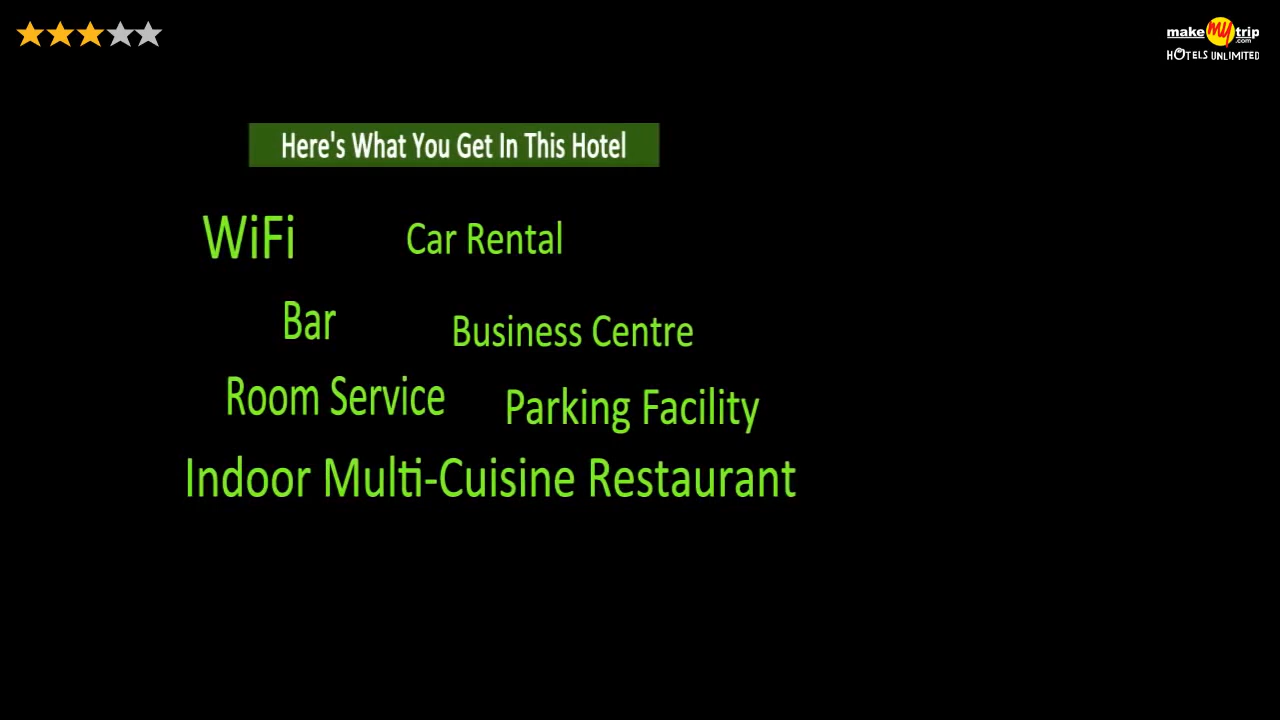 make my trip
.com
HOTELS UNLIMITED
Here's What You Get In This Hotel
WiFi
Car Rental
Bar
Business Centre
Room Service
Parking Facility
Indoor Multi-Cuisine Restaurant